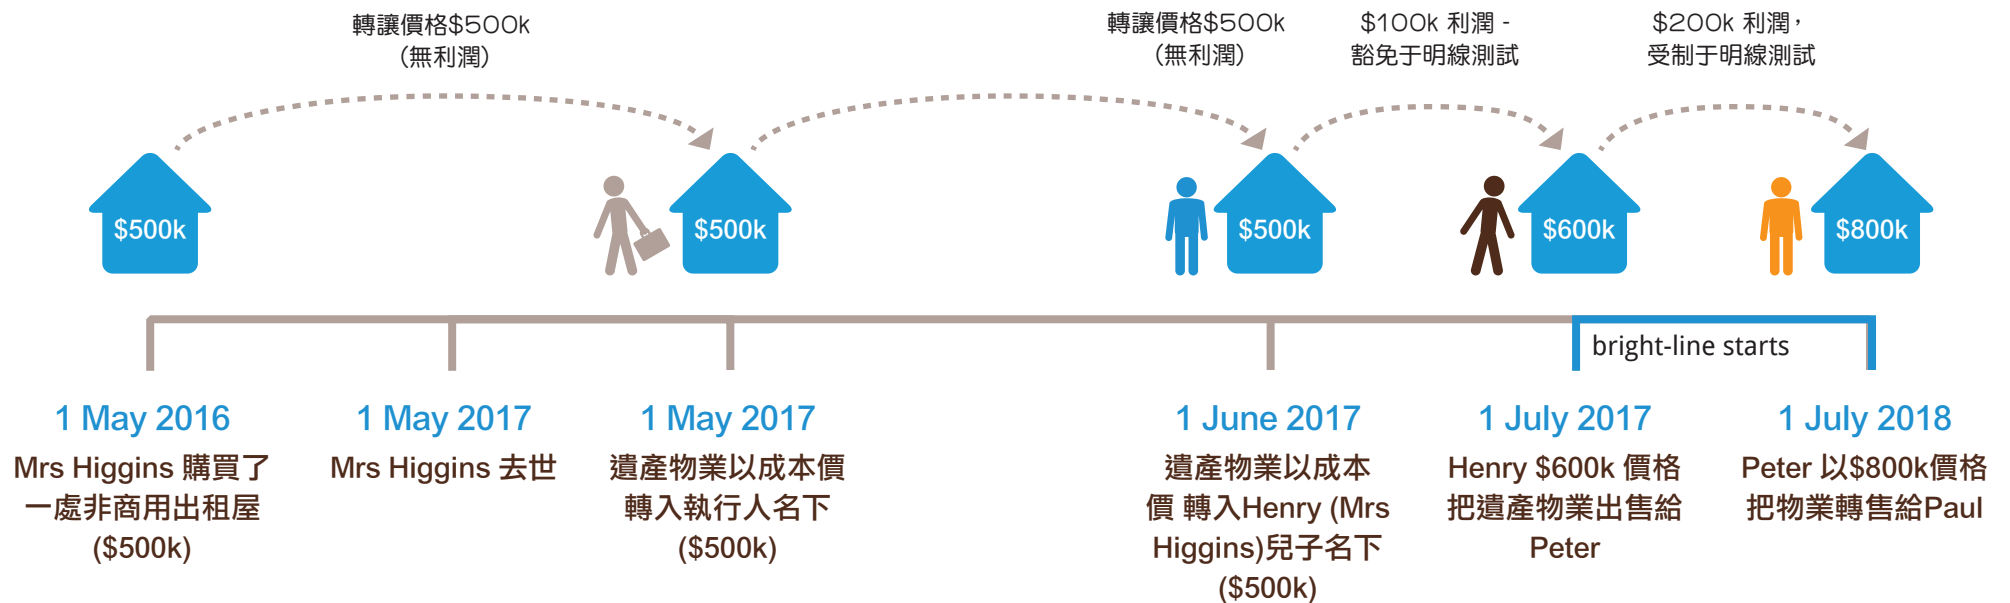 轉讓價格$500k
(無利潤)
轉讓價格$500k
(無利潤)
$100k 利潤 -
豁免于明線測試
$200k 利潤，
受制于明線測試
$500k
$500k
$500k
$600k
$800k
bright-line starts
1 May 2016
Mrs Higgins 購買了
一處非商用出租屋
($500k)
1 May 2017
Mrs Higgins 去世
1 May 2017
遺產物業以成本價
轉入執行人名下
($500k)
1 June 2017
遺產物業以成本
價 轉入Henry (Mrs
Higgins)兒子名下
($500k)
1 July 2017
Henry $600k 價格
把遺產物業出售給
Peter
1 July 2018
Peter 以$800k價格
把物業轉售給Paul